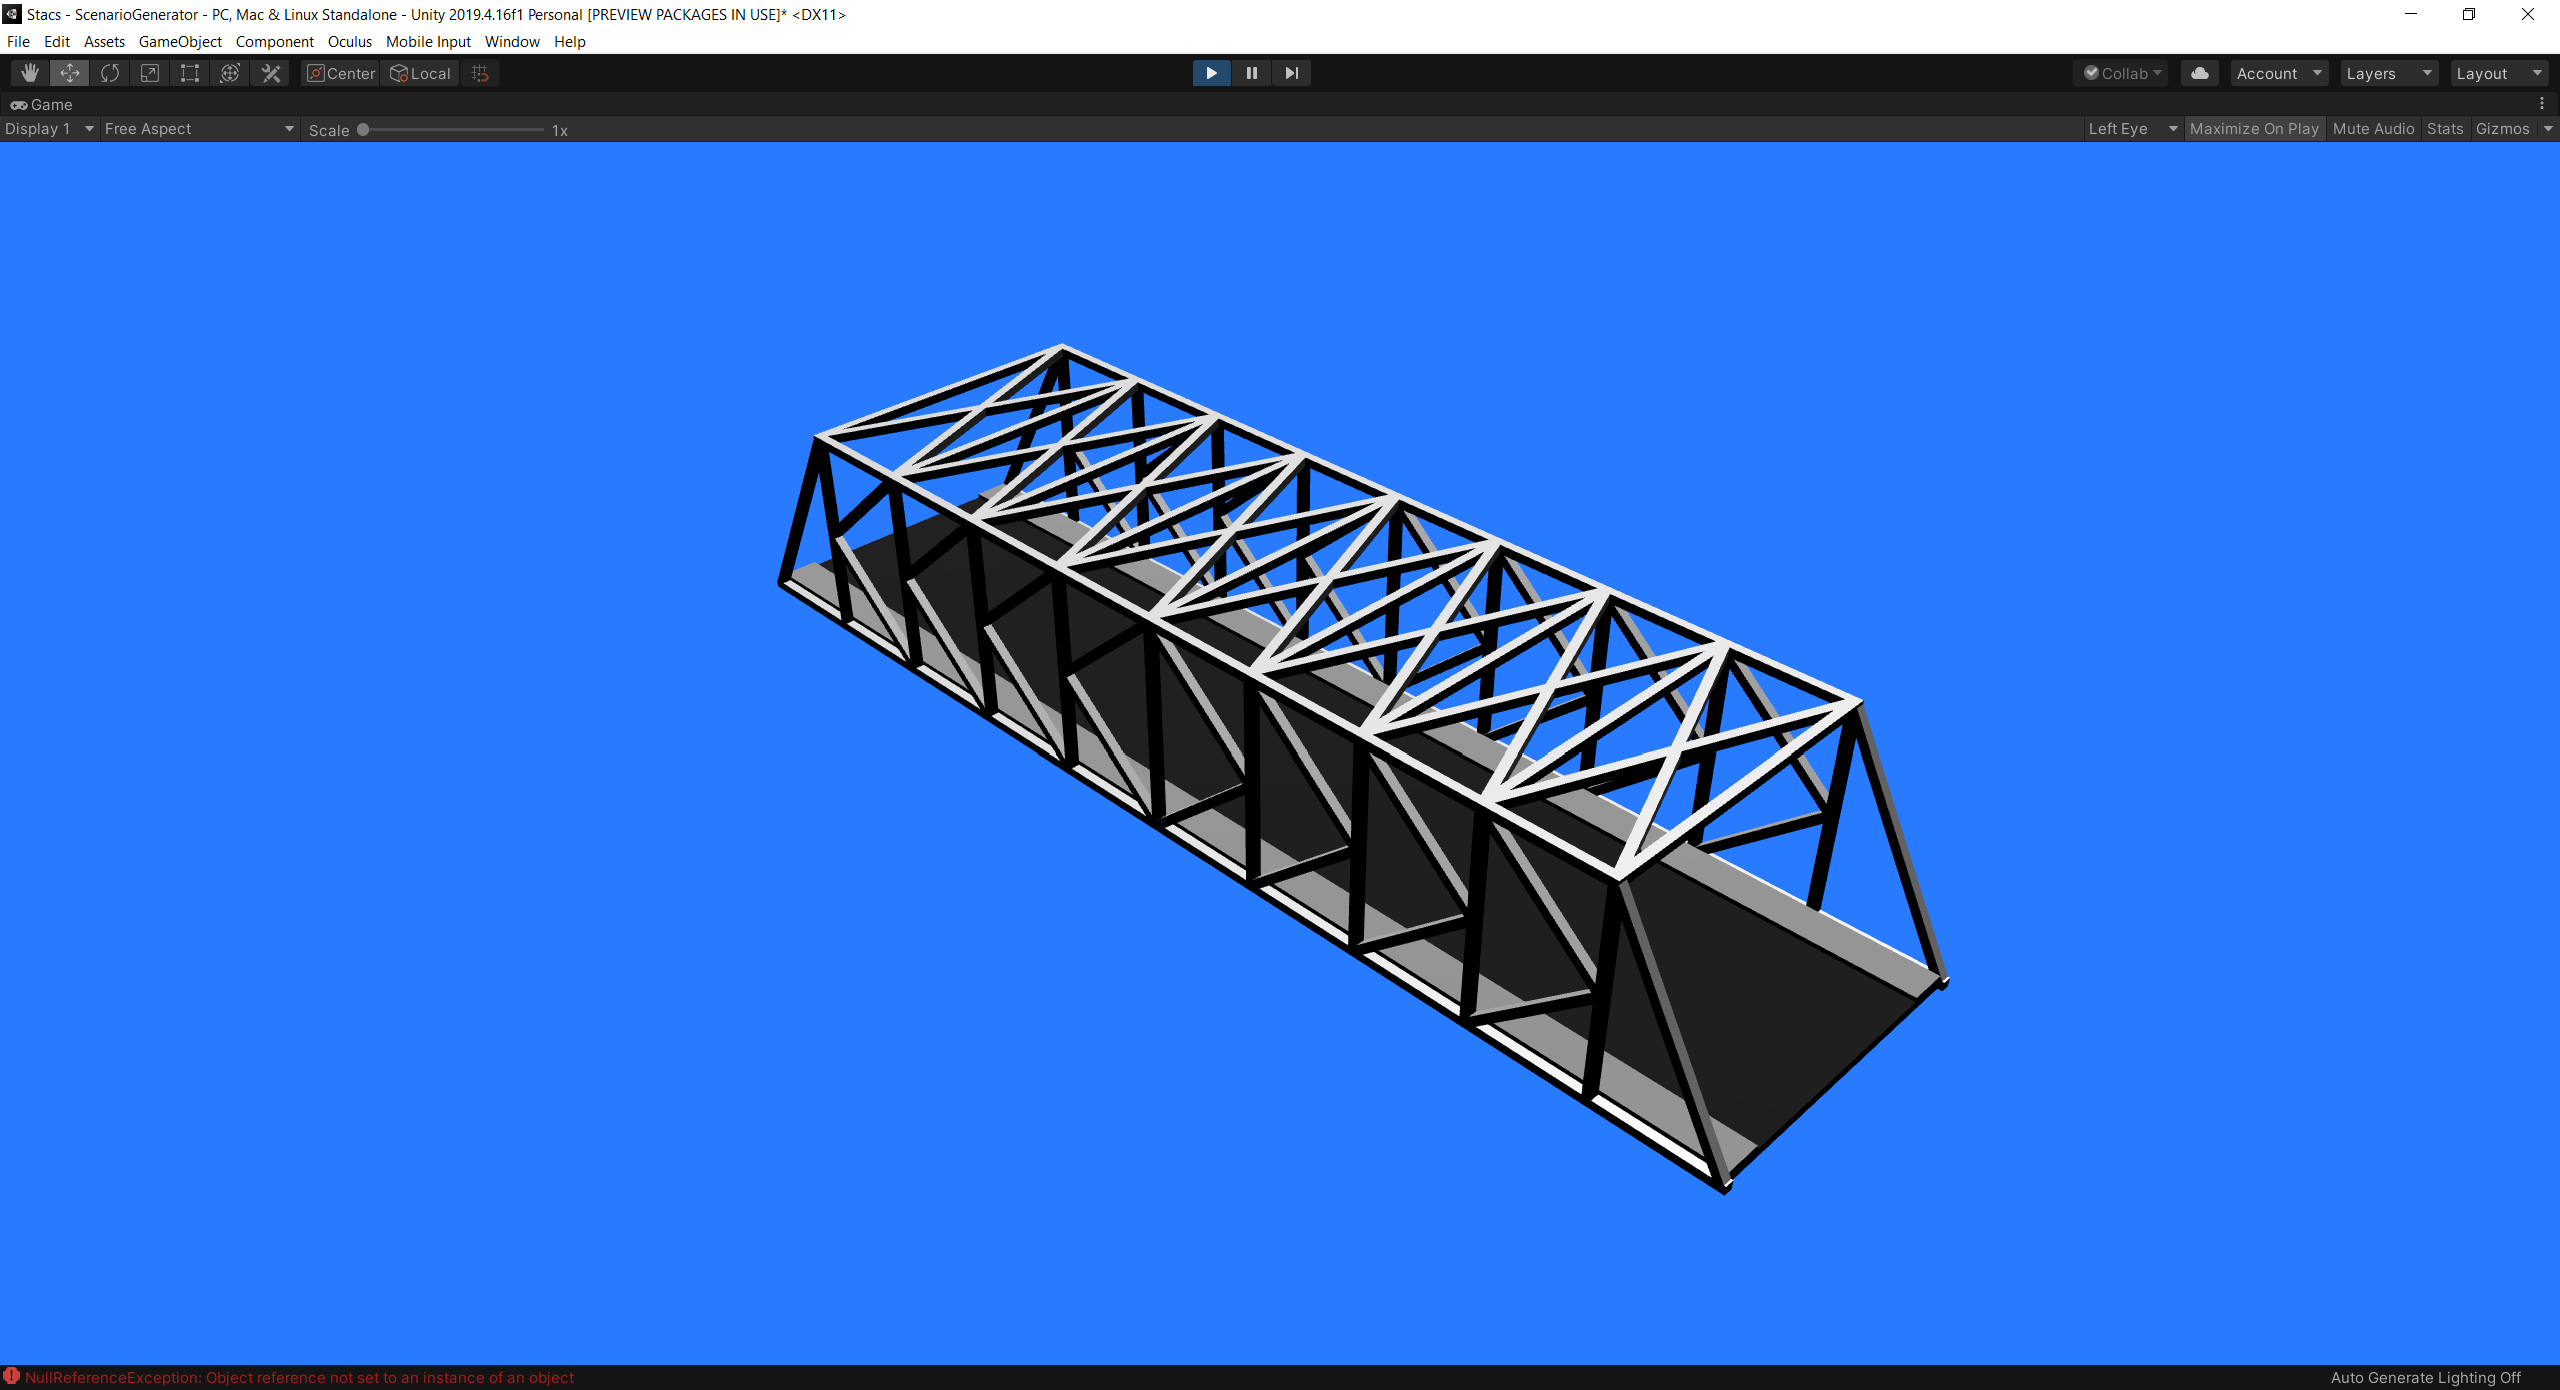 Stacs - ScenarioGenerator - PC, Mac & Linux Standalone - Unity 2019.4.16f1 Personal [PREVIEW PACKAGES IN USE]* <DX11>
File Edit Assets GameObject Component Oculus Mobile Input Window Help
Center Local Collab Account Layers Layout
Game
Display 1 Free Aspect Scale 1x Left Eye Maximize On Play Mute Audio Stats Gizmos
NullReferenceException: Object reference not set to an instance of an object Auto Generate Lighting Off